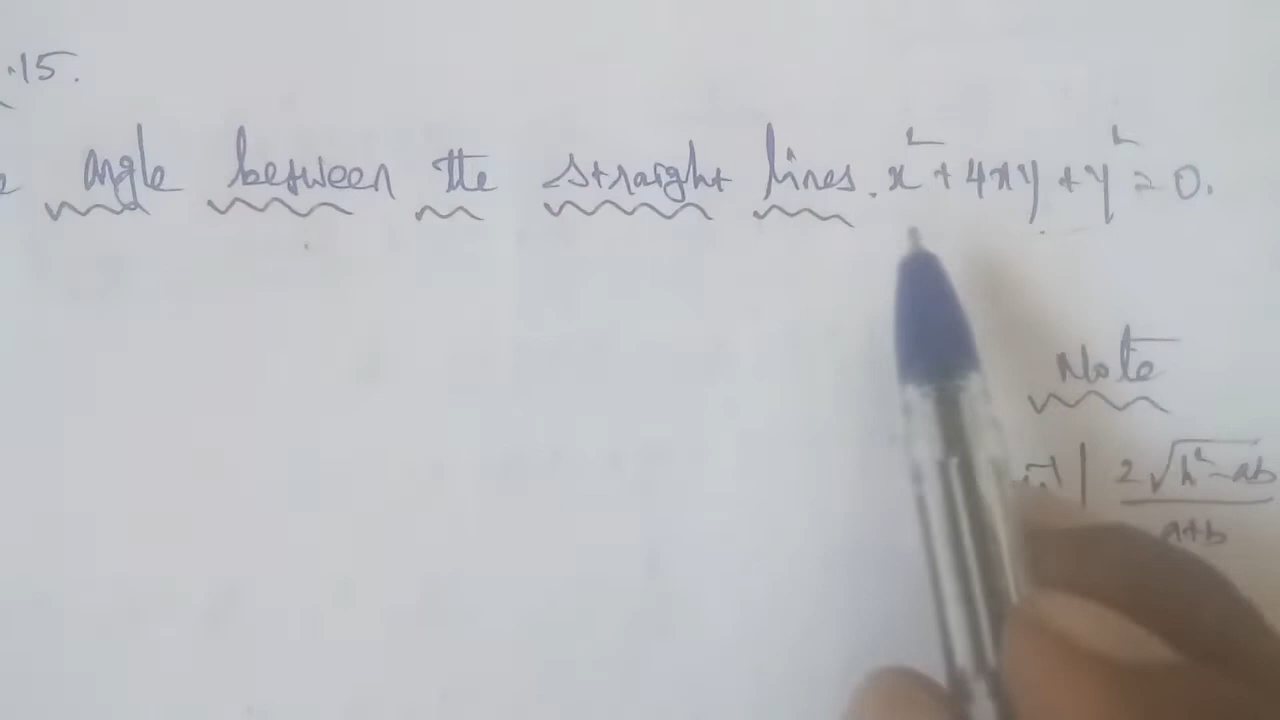 .15.
angle between the straight lines. x² + 4xy + y² = 0.
Note
| 2√h²-ab
a+b